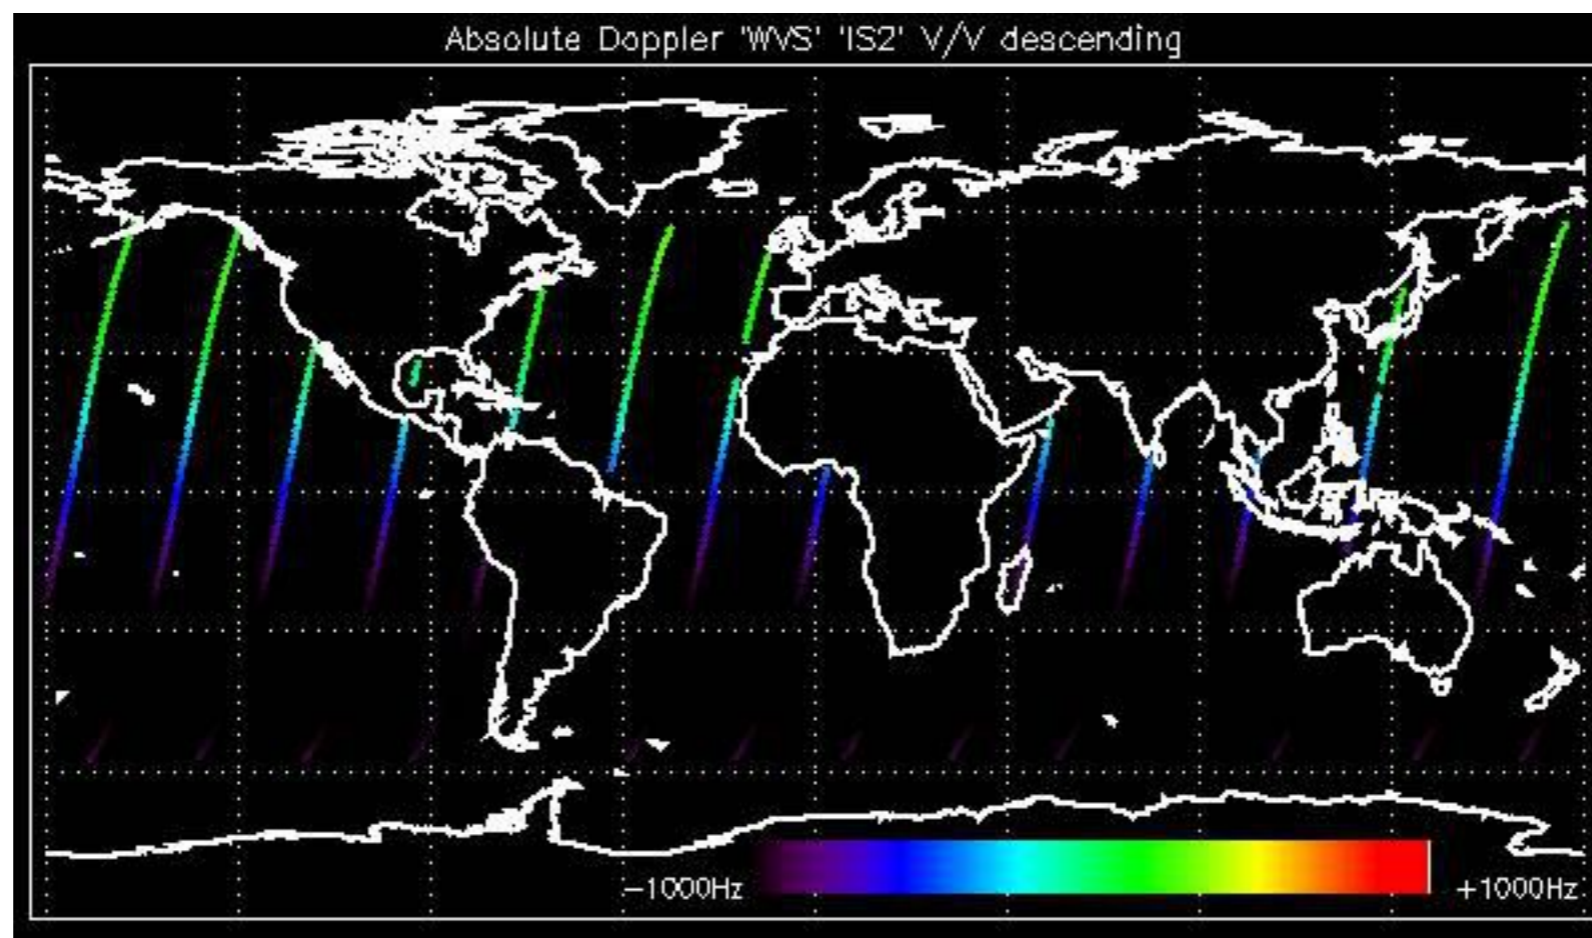 Absolute Doppler 'WVS' 'IS2' V/V descending
-1000Hz +1000Hz